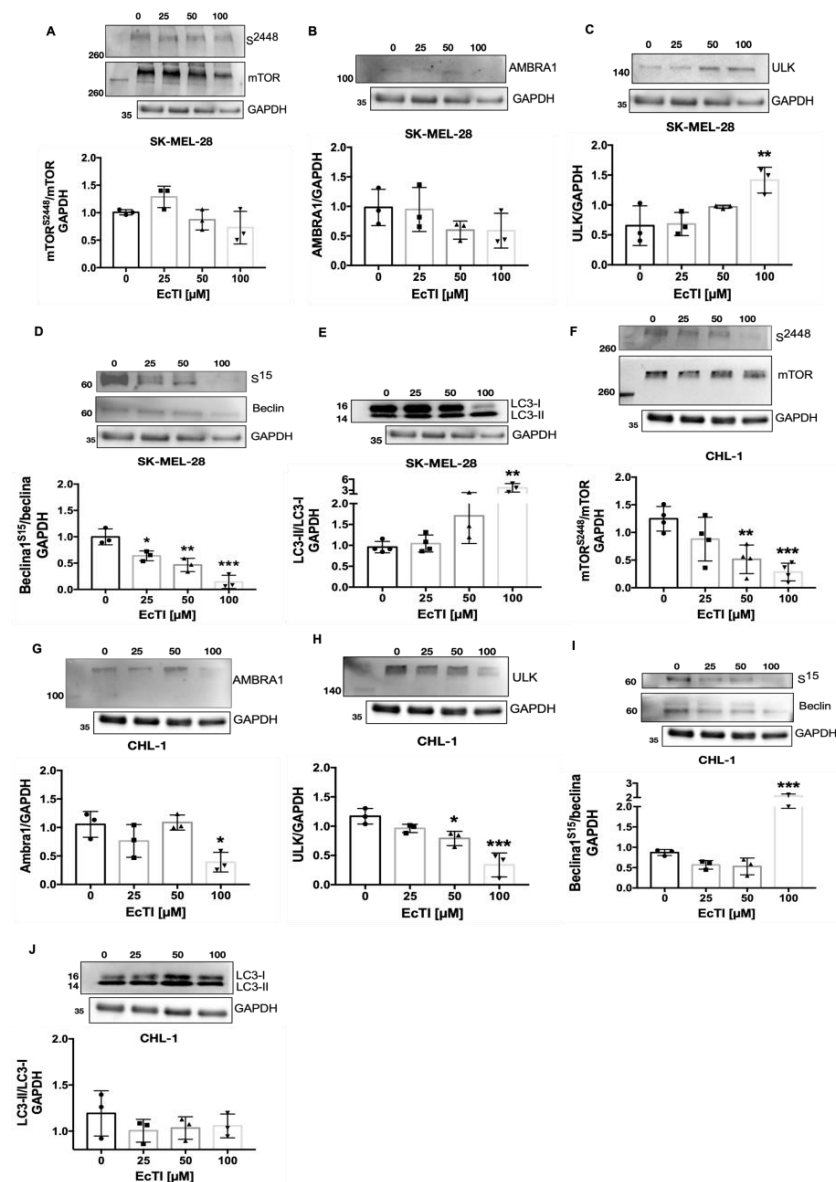 A
0 25 50 100
S2448
260
mTOR
260
GAPDH
35
SK-MEL-28
mTORS2448/mTOR
GAPDH
2.0
1.5
1.0
0.5
0.0
0 25 50 100
EcTI [µM]
B
0 25 50 100
AMBRA1
100
GAPDH
35
SK-MEL-28
AMBRA1/GAPDH
2.0
1.5
1.0
0.5
0.0
0 25 50 100
EcTI [µM]
C
0 25 50 100
ULK
140
GAPDH
35
SK-MEL-28
ULK/GAPDH
2.0
1.5
1.0
0.5
0.0
**
0 25 50 100
EcTI [µM]
D
0 25 50 100
S15
60
Beclin
60
GAPDH
35
SK-MEL-28
Beclina1S15/beclina
GAPDH
2.0
1.5
1.0
0.5
0.0
* ** ***
0 25 50 100
EcTI [µM]
E
0 25 50 100
16 LC3-I
14 LC3-II
GAPDH
35
SK-MEL-28
LC3-II/LC3-I
GAPDH
6
3
2.0
1.5
1.0
0.5
0.0
**
0 25 50 100
EcTI [µM]
F
0 25 50 100
S2448
260
mTOR
260
GAPDH
35
CHL-1
mTORS2448/mTOR
GAPDH
2.0
1.5
1.0
0.5
0.0
** ***
0 25 50 100
EcTI [µM]
G
0 25 50 100
AMBRA1
100
GAPDH
35
CHL-1
Ambra1/GAPDH
2.0
1.5
1.0
0.5
0.0
*
0 25 50 100
EcTI [µM]
H
0 25 50 100
ULK
140
GAPDH
35
CHL-1
ULK/GAPDH
2.0
1.5
1.0
0.5
0.0
* ***
0 25 50 100
EcTI [µM]
I
0 25 50 100
60 S15
Beclin
60
GAPDH
35
CHL-1
Beclina1S15/beclina
GAPDH
3
2
2.0
1.5
1.0
0.5
0.0
***
0 25 50 100
EcTI [µM]
J
0 25 50 100
16 LC3-I
14 LC3-II
GAPDH
35
CHL-1
LC3-II/LC3-I
GAPDH
2.0
1.5
1.0
0 25 50 100
EcTI [µM]